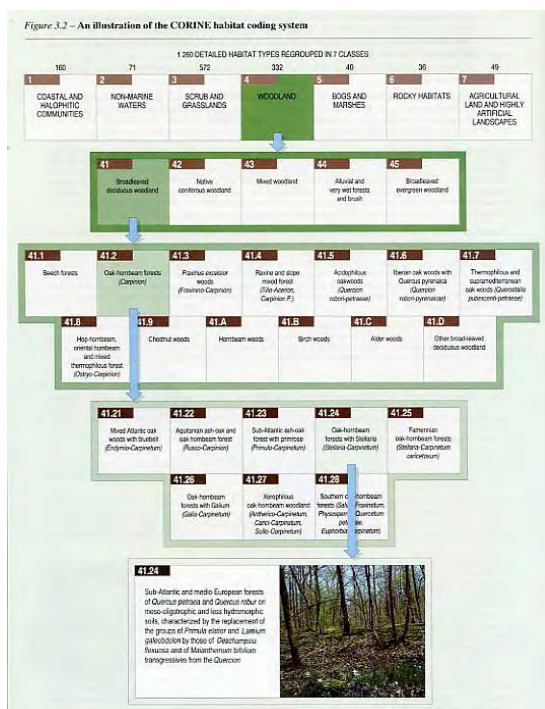 Figure 3.2 – An illustration of the CORINE habitat coding system
1 260 DETAILED HABITAT TYPES REGROUPED IN 7 CLASSES
160 71 572 332 40 36 49
1 2 3 4 5 6 7
COASTAL AND
HALOPHITIC
COMMUNITIES
NON-MARINE
WATERS
SCRUB AND
GRASSLANDS
WOODLAND
BOGS AND
MARSHES
ROCKY HABITATS
AGRICULTURAL
LAND AND HIGHLY
ARTIFICIAL
LANDSCAPES
41
Broadleaved
deciduous woodland
42
Native
coniferous woodland
43
Mixed woodland
44
Alluvial and
very wet forests
and brush
45
Broadleaved
evergreen woodland
41.1
Beech forests
41.2
Oak-hornbeam forests
(Carpinion)
41.3
Fraxinus excelsior
woods
(Fraxinino-Carpinion)
41.4
Ravine and slope
mixed forest
(Tilio-Acerion,
Carpinion P.)
41.5
Acidophilous
oakwoods
(Quercion
robori-petraeae)
41.6
Iberian oak woods with
Quercus pyrenaica
(Quercion
robori-pyrenaicae)
41.7
Thermophilous and
supramediterranean
oak woods (Quercetalia
pubescenti-petraeae)
41.8
Hop-hornbeam,
oriental hornbeam
and mixed
thermophilous forest
(Ostryo-Carpinion)
41.9
Chestnut woods
41.A
Hornbeam woods
41.B
Birch woods
41.C
Alder woods
41.D
Other broad-leaved
deciduous woodland
41.21
Mixed Atlantic oak
woods with bluebell
(Endymio-Carpinetum)
41.22
Aquitanian ash-oak and
oak-hornbeam forest
(Rusco-Carpinion)
41.23
Sub-Atlantic ash-oak
forest with primrose
(Primulo-Carpinetum)
41.24
Oak-hornbeam
forests with Stellaria
(Stellaria-Carpinetum)
41.25
Famennian
oak-hornbeam forests
(Stellaria-Carpinetum
caricetosum)
41.26
Oak-hornbeam
forests with Galium
(Galio-Carpinetum)
41.27
Xerophilous
oak-hornbeam woodland
(Antherico-Carpinetum,
Carici-Carpinetum,
Scillo-Carpinetum)
41.28
Southern
forests
41.24
Sub-Atlantic and medio-European forests
of Quercus petraea and Quercus robur on
meso-oligotrophic and less hydromorphic
soils, characterized by the replacement of
the groups of Primula elatior and Lamium
galeobdolon by those of Deschampsia
flexuosa and of Maianthemum bifolium
transgressives from the Quercion